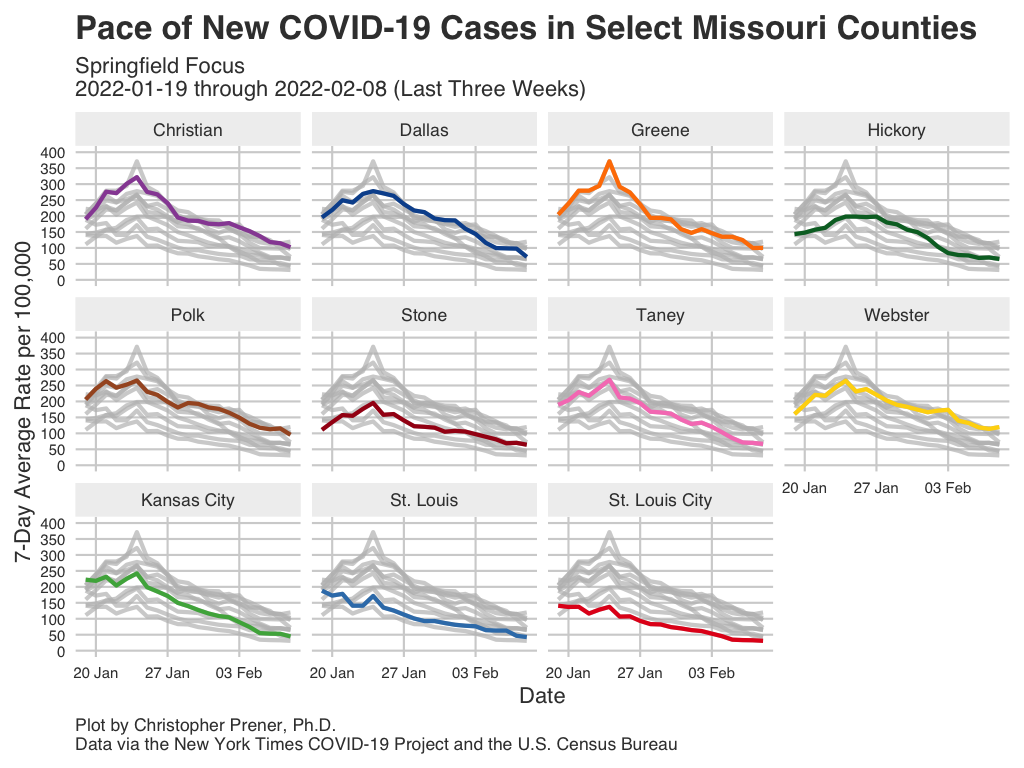 Pace of New COVID-19 Cases in Select Missouri Counties
Springfield Focus
2022-01-19 through 2022-02-08 (Last Three Weeks)
7-Day Average Rate per 100,000
Christian
Dallas
Greene
Hickory
400
350
300
250
200
150
100
50
0
Polk
Stone
Taney
Webster
400
350
300
250
200
150
100
50
0
20 Jan
27 Jan
03 Feb
Kansas City
St. Louis
St. Louis City
400
350
300
250
200
150
100
50
0
20 Jan
27 Jan
03 Feb
20 Jan
27 Jan
03 Feb
20 Jan
27 Jan
03 Feb
Date
Plot by Christopher Prener, Ph.D.
Data via the New York Times COVID-19 Project and the U.S. Census Bureau